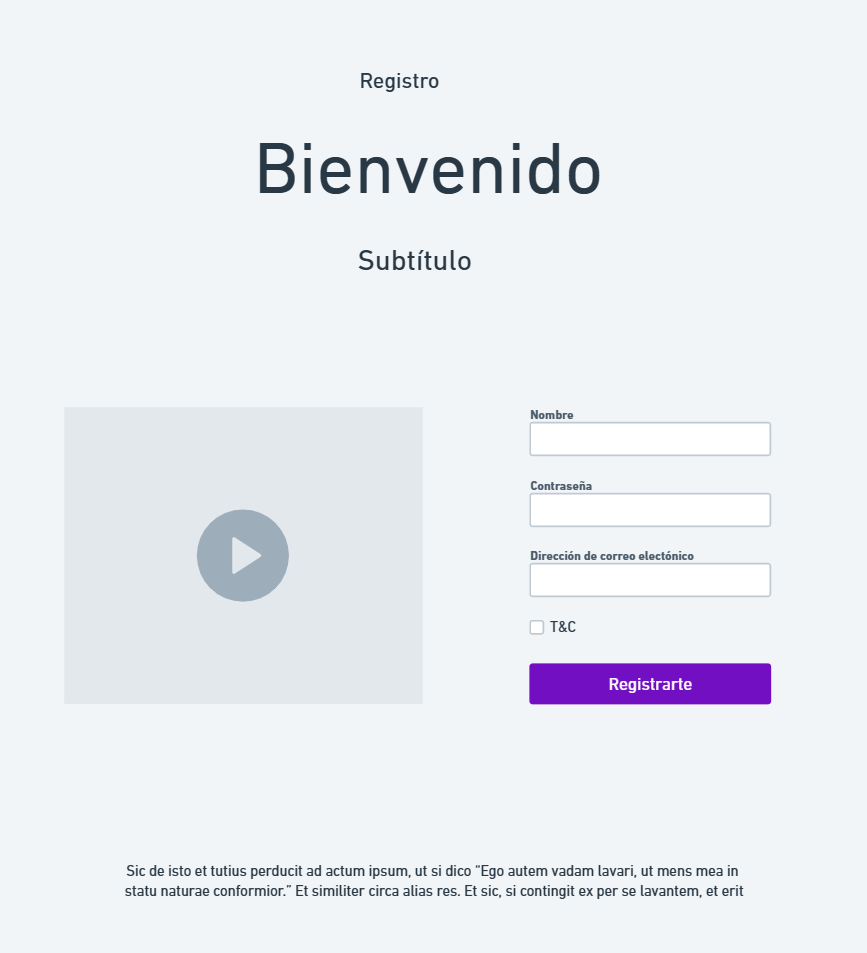 Registro
Bienvenido
Subtítulo
Nombre
Contraseña
Dirección de correo electónico
T&C
Registrarte
Sic de isto et tutius perducit ad actum ipsum, ut si dico “Ego autem vadam lavari, ut mens mea in
statu naturae conformior.” Et similiter circa alias res. Et sic, si contingit ex per se lavantem, et erit